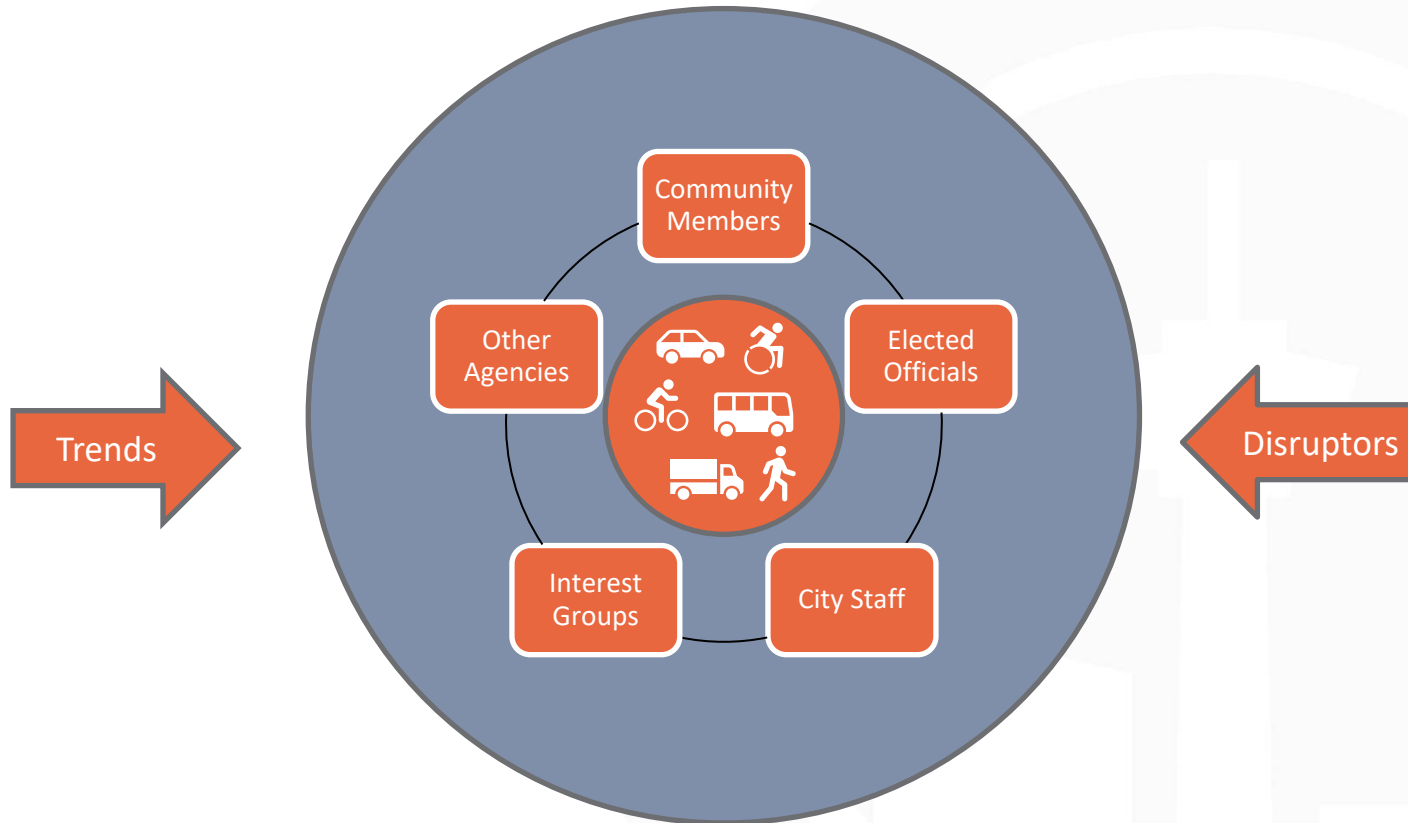 Community
Members
Other
Agencies
Elected
Officials
Trends
Disruptors
Interest
Groups
City Staff